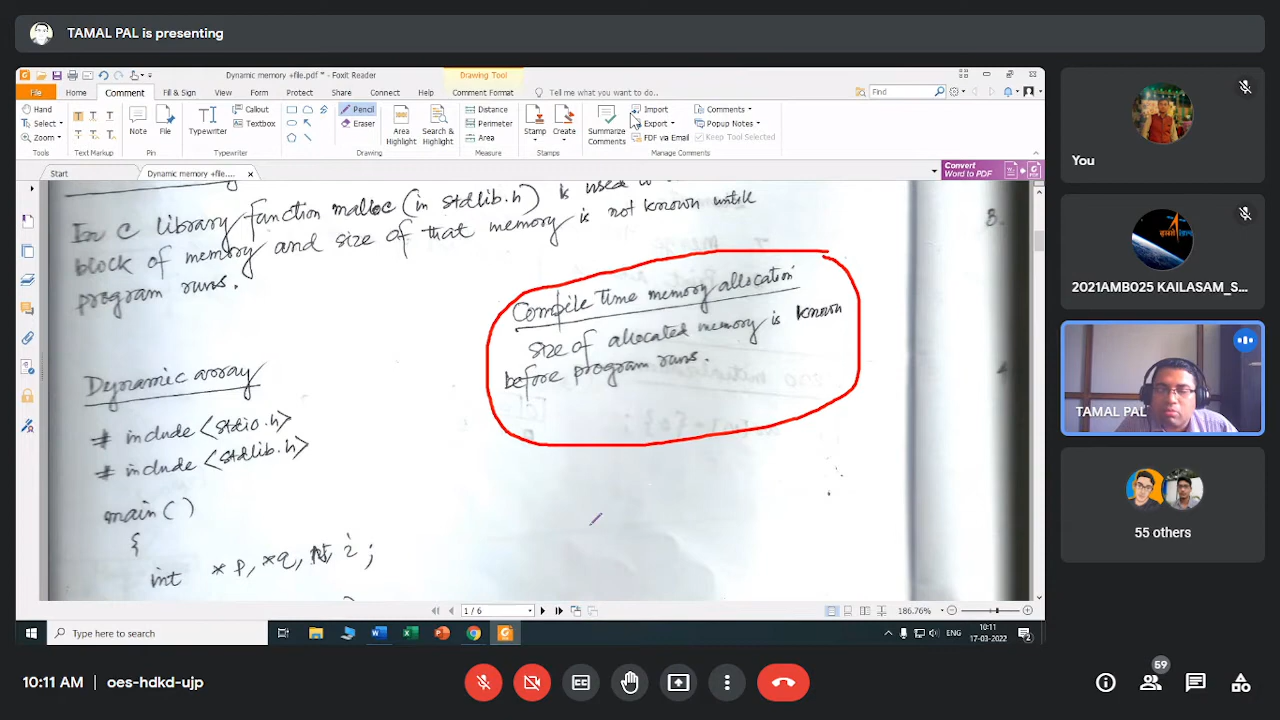 TAMAL PAL is presenting
Dynamic memory +file.pdf * - Foxit Reader
Drawing Tool
File Home Comment Fill & Sign View Form Protect Share Connect Help Comment Format Tell me what you want to do.. Find
Hand
Select
Zoom
Tools
Text Markup
Note
File
Pin
Typewriter
Callout
Textbox
Typewriter
Pencil
Eraser
Drawing
Area Highlight
Search & Highlight
Distance
Perimeter
Area
Measure
Stamp
Create
Stamps
Summarize Comments
Import
Export
FDF via Email
Comments
Popup Notes
Keep Tool Selected
Manage Comments
Start
Dynamic memory +file....
Convert
Word to PDF
In C library function malloc (in stdlib.h) is used to
block of memory and size of that memory is not known untill
program runs.
Compile time memory allocation
size of allocated memory is known
before program runs.
Dynamic array
# include <stdio.h>
# include <stdlib.h>
main ( )
{
int *p, *q, N, i ;
B.
1 / 6
186.76%
Type here to search
ENG
10:11
17-03-2022
You
2021AMB025 KAILASAM_S...
TAMAL PAL
55 others
10:11 AM | oes-hdkd-ujp
59